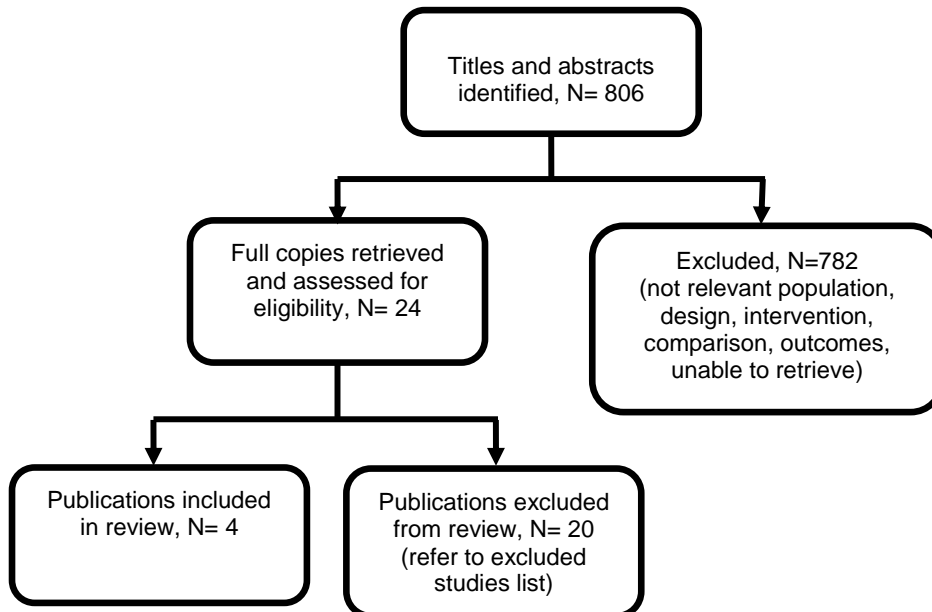 Titles and abstracts
identified, N= 806
Full copies retrieved
and assessed for
eligibility, N= 24
Excluded, N=782
(not relevant population,
design, intervention,
comparison, outcomes,
unable to retrieve)
Publications included
in review, N= 4
Publications excluded
from review, N= 20
(refer to excluded
studies list)